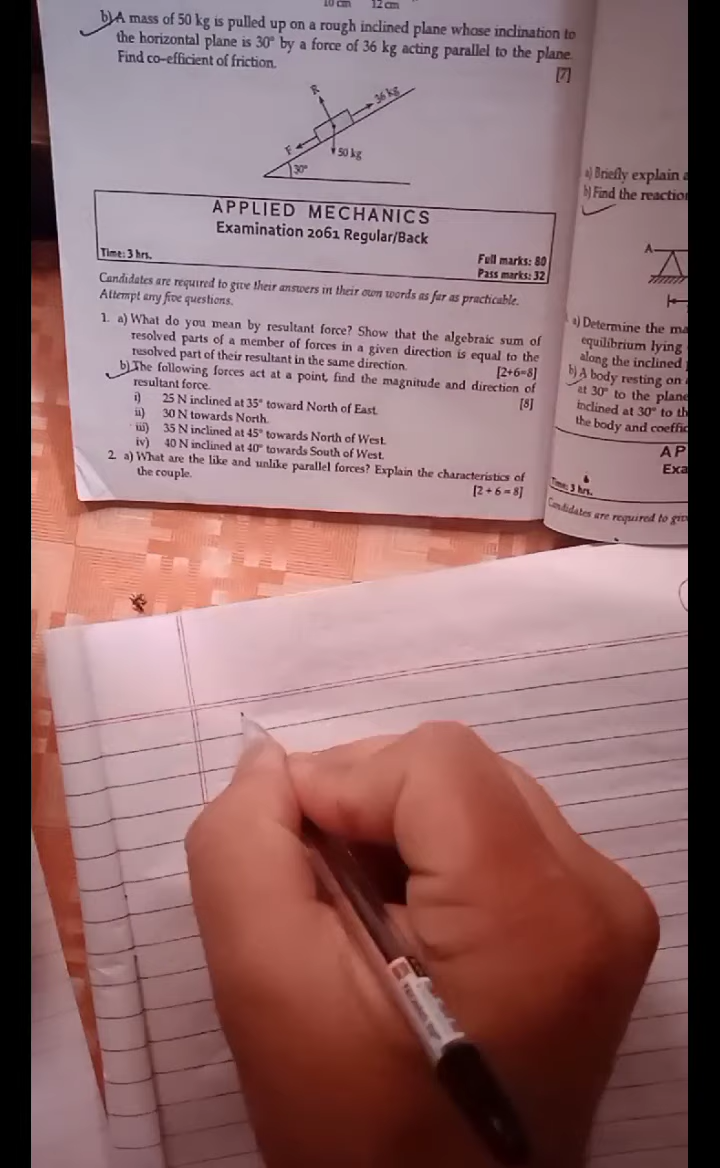 10 cm 12 cm
b) A mass of 50 kg is pulled up on a rough inclined plane whose inclination to
the horizontal plane is 30° by a force of 36 kg acting parallel to the plane.
Find co-efficient of friction.
[7]
R
36 kg
F
50 kg
30°
APPLIED MECHANICS
Examination 2061 Regular/Back
Time: 3 hrs.
Full marks: 80
Pass marks: 32
Candidates are required to give their answers in their own words as far as practicable.
Attempt any five questions.
1. a) What do you mean by resultant force? Show that the algebraic sum of
resolved parts of a member of forces in a given direction is equal to the
resolved part of their resultant in the same direction. [2+6=8]
b) The following forces act at a point, find the magnitude and direction of
resultant force. [8]
i) 25 N inclined at 35° toward North of East.
ii) 30 N towards North.
iii) 35 N inclined at 45° towards North of West.
iv) 40 N inclined at 40° towards South of West.
2. a) What are the like and unlike parallel forces? Explain the characteristics of
the couple. [2 + 6 = 8]
a) Briefly explain
b) Find the reaction
A
a) Determine the
equilibrium lying
along the inclined
b) A body resting on
at 30° to the plane
inclined at 30° to
the body and
AP
Exa
Time: 3 hrs.
Candidates are required to